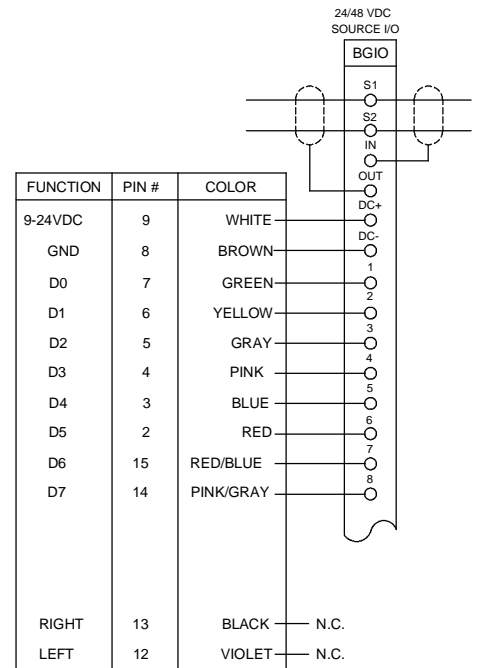 24/48 VDC
SOURCE I/O
BGIO
S1
S2
IN
OUT
DC+
DC-
1
2
3
4
5
6
7
8
FUNCTION PIN # COLOR
9-24VDC 9 WHITE
GND 8 BROWN
D0 7 GREEN
D1 6 YELLOW
D2 5 GRAY
D3 4 PINK
D4 3 BLUE
D5 2 RED
D6 15 RED/BLUE
D7 14 PINK/GRAY
RIGHT 13 BLACK N.C.
LEFT 12 VIOLET N.C.